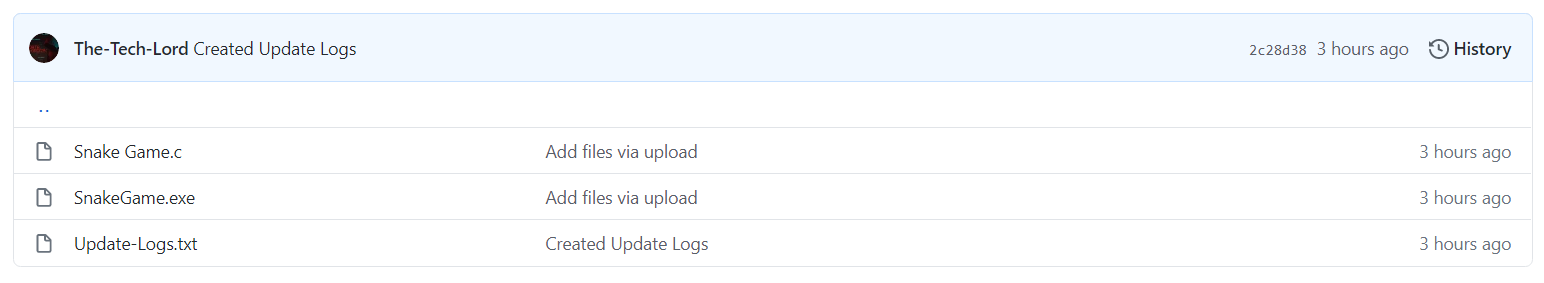 The-Tech-Lord Created Update Logs 2c28d38 3 hours ago History
..
Snake Game.c Add files via upload 3 hours ago
SnakeGame.exe Add files via upload 3 hours ago
Update-Logs.txt Created Update Logs 3 hours ago